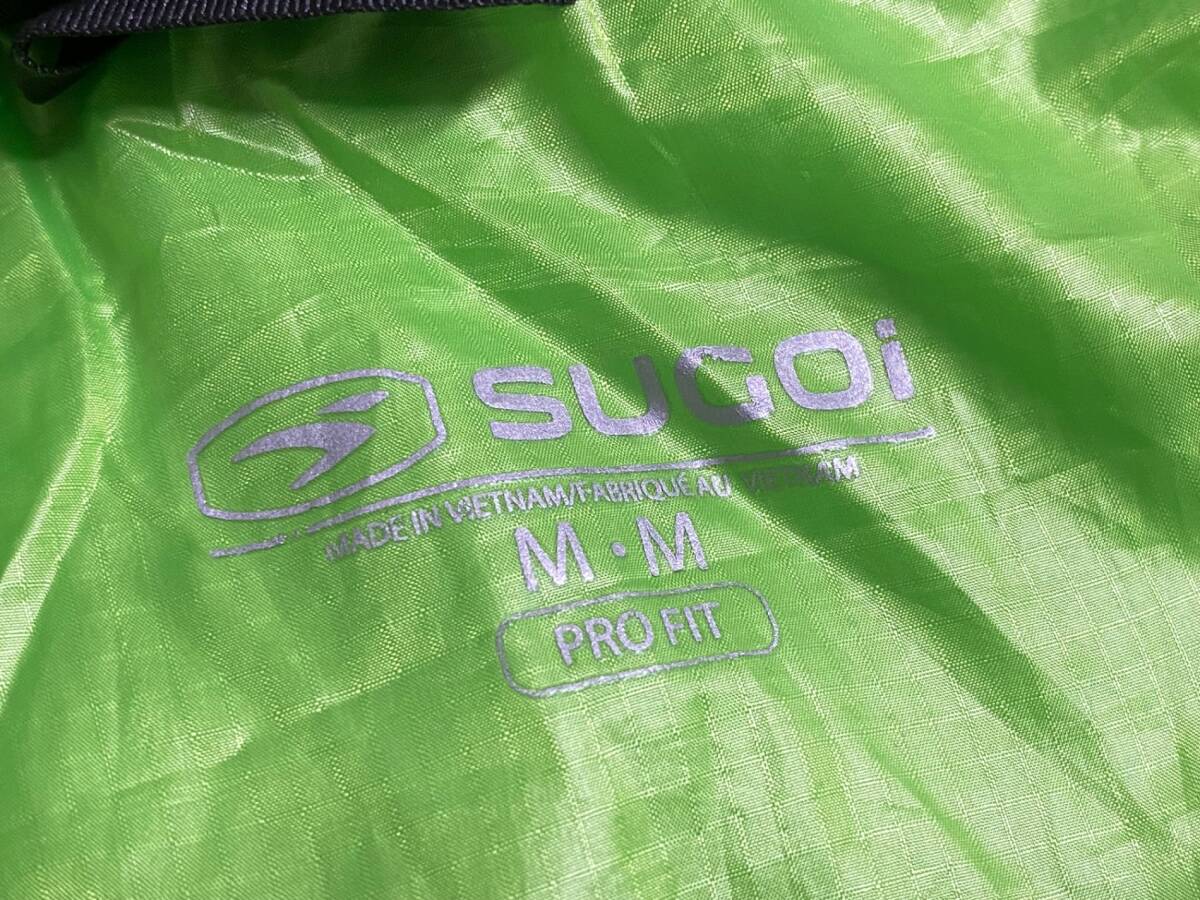 SUGOi
MADE IN VIETNAM/FABRIQUÉ AU VIETNAM
M · M
PRO FIT